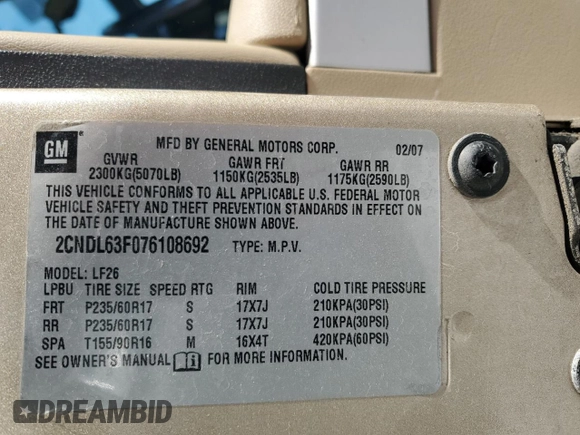 GM
MFD BY GENERAL MOTORS CORP. 02/07
GVWR GAWR FRT GAWR RR
2300KG(5070LB) 1150KG(2535LB) 1175KG(2590LB)
THIS VEHICLE CONFORMS TO ALL APPLICABLE U.S. FEDERAL MOTOR
VEHICLE SAFETY AND THEFT PREVENTION STANDARDS IN EFFECT ON
THE DATE OF MANUFACTURE SHOWN ABOVE.
2CNDL63F076108692 TYPE: M.P.V.
MODEL: LF26
LPBU TIRE SIZE SPEED RTG RIM COLD TIRE PRESSURE
FRT P235/60R17 S 17X7J 210KPA(30PSI)
RR P235/60R17 S 17X7J 210KPA(30PSI)
SPA T155/90R16 M 16X4T 420KPA(60PSI)
SEE OWNER'S MANUAL FOR MORE INFORMATION.
DREAMBID